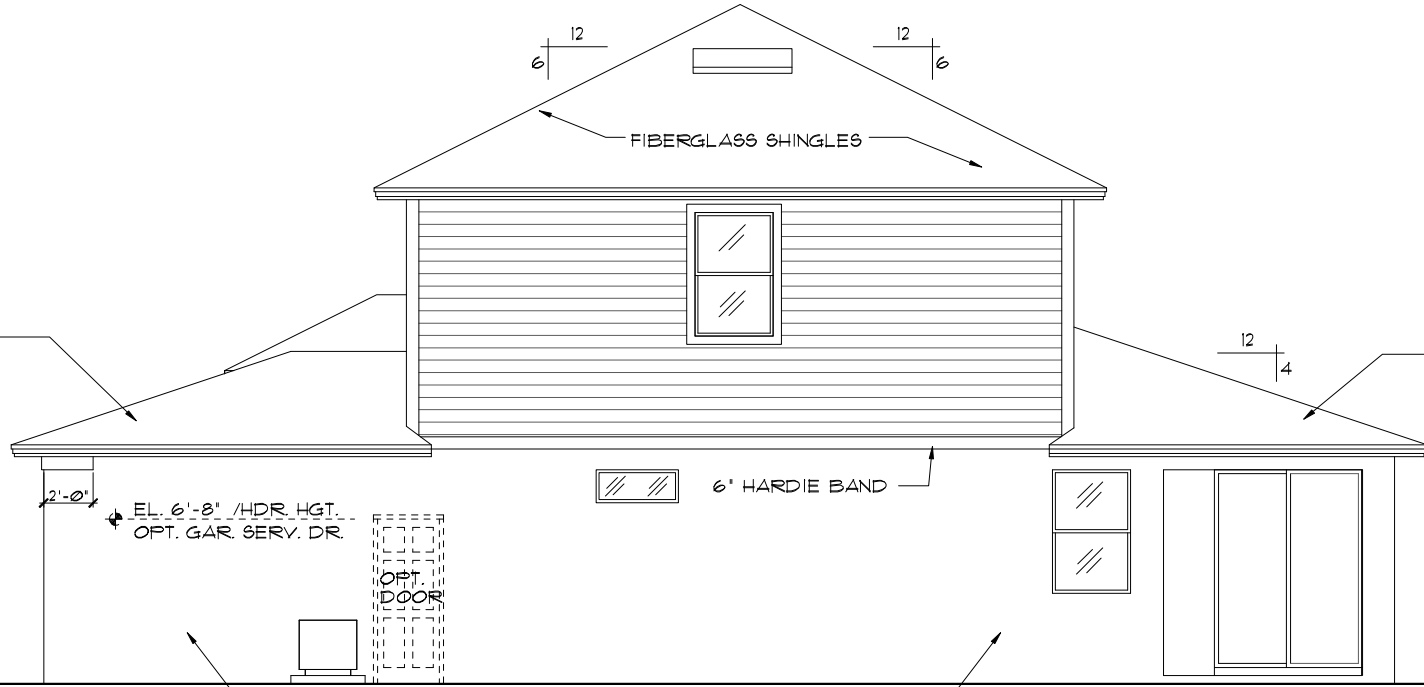 12
12
6
6
FIBERGLASS SHINGLES
12
4
6" HARDIE BAND
2'-0"
EL. 6'-8" /HDR. HGT.
OPT. GAR. SERV. DR.
OPT.
DOOR